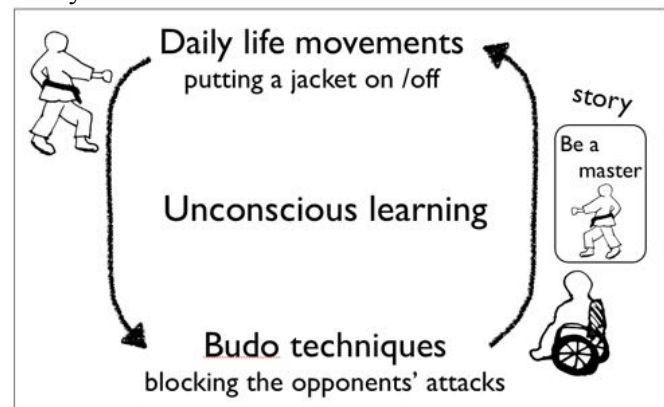 Daily life movements
putting a jacket on /off
story
Be a
master
Unconscious learning
Budo techniques
blocking the opponents' attacks